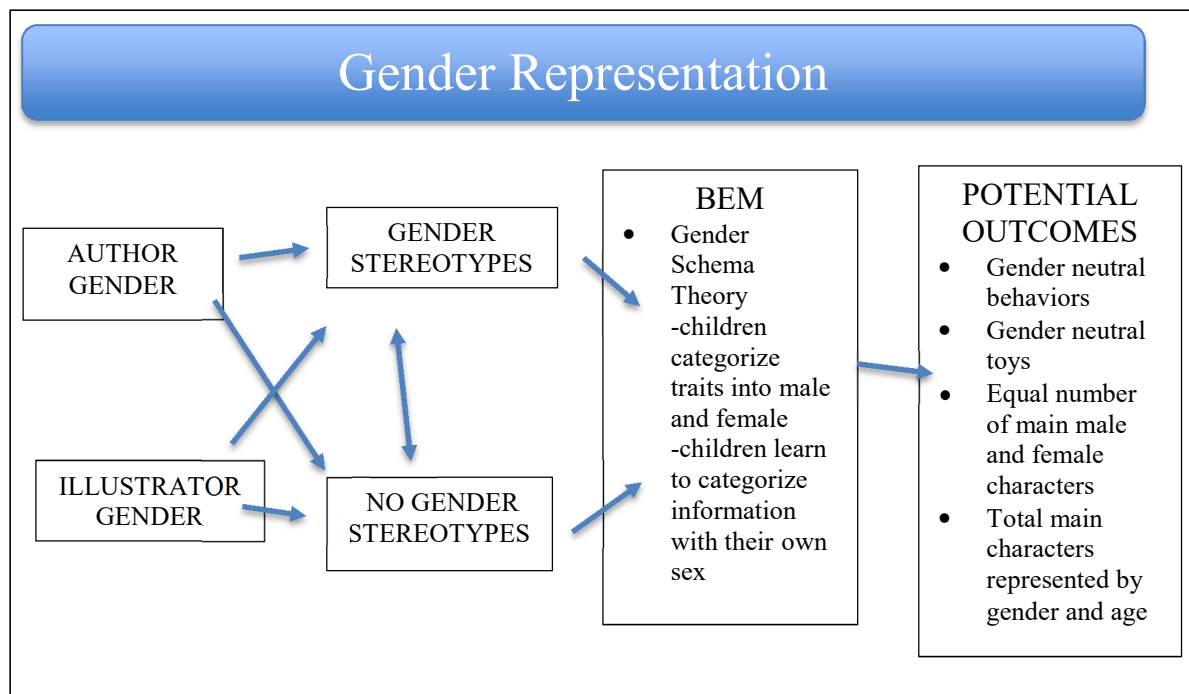 Gender Representation
AUTHOR
GENDER
ILLUSTRATOR
GENDER
GENDER
STEREOTYPES
NO GENDER
STEREOTYPES
BEM
• Gender
Schema
Theory
-children
categorize
traits into male
and female
-children learn
to categorize
information
with their own
sex
POTENTIAL
OUTCOMES
• Gender neutral
behaviors
• Gender neutral
toys
• Equal number
of main male
and female
characters
• Total main
characters
represented by
gender and age